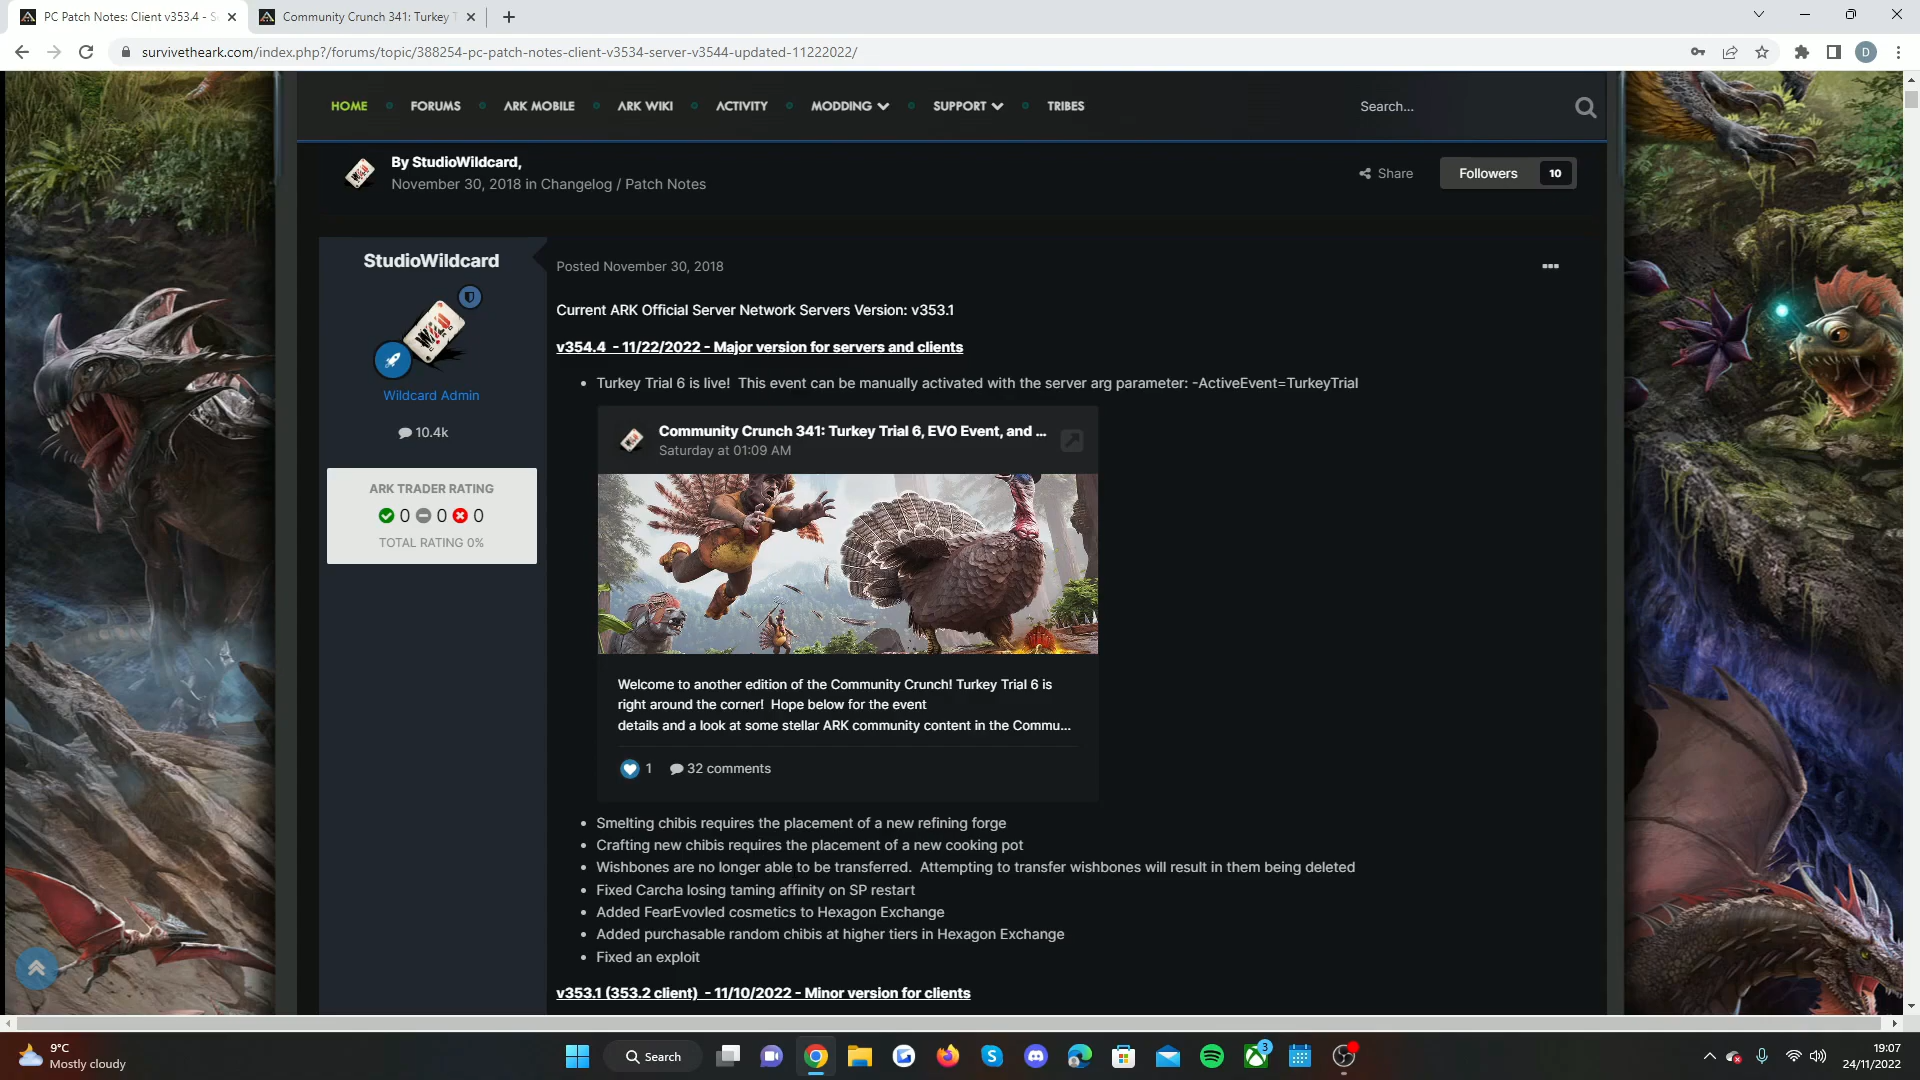 PC Patch Notes: Client v353.4 - S
Community Crunch 341: Turkey T
survivetheark.com/index.php?/forums/topic/388254-pc-patch-notes-client-v3534-server-v3544-updated-11222022/
D
HOME FORUMS ARK MOBILE ARK WIKI ACTIVITY MODDING SUPPORT TRIBES Search...
By StudioWildcard,
November 30, 2018 in Changelog / Patch Notes
Share Followers 10
StudioWildcard
Wildcard Admin
10.4k
ARK TRADER RATING
0 0 0
TOTAL RATING 0%
Posted November 30, 2018
Current ARK Official Server Network Servers Version: v353.1
v354.4 - 11/22/2022 - Major version for servers and clients
• Turkey Trial 6 is live! This event can be manually activated with the server arg parameter: -ActiveEvent=TurkeyTrial
Community Crunch 341: Turkey Trial 6, EVO Event, and ...
Saturday at 01:09 AM
Welcome to another edition of the Community Crunch! Turkey Trial 6 is
right around the corner! Hope below for the event
details and a look at some stellar ARK community content in the Commu...
1 32 comments
• Smelting chibis requires the placement of a new refining forge
• Crafting new chibis requires the placement of a new cooking pot
• Wishbones are no longer able to be transferred. Attempting to transfer wishbones will result in them being deleted
• Fixed Carcha losing taming affinity on SP restart
• Added FearEvovled cosmetics to Hexagon Exchange
• Added purchasable random chibis at higher tiers in Hexagon Exchange
• Fixed an exploit
v353.1 (353.2 client) - 11/10/2022 - Minor version for clients
9°C
Mostly cloudy
Search
3
19:07
24/11/2022